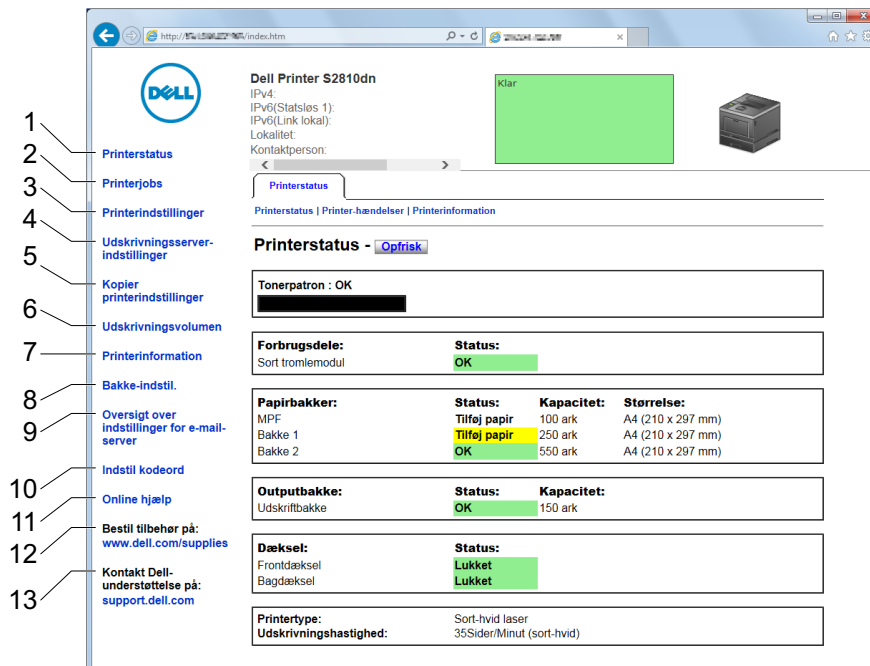 http:// /index.htm
DELL
Dell Printer S2810dn
IPv4:
IPv6(Statsløs 1):
IPv6(Link lokal):
Lokalitet:
Kontaktperson:
Klar
1
2
3
4
5
6
7
8
9
10
11
12
13
Printerstatus
Printerjobs
Printerindstillinger
Udskrivningsserver-
indstillinger
Kopier
printerindstillinger
Udskrivningsvolumen
Printerinformation
Bakke-indstil.
Oversigt over
indstillinger for e-mail-
server
Indstil kodeord
Online hjælp
Bestil tilbehør på:
www.dell.com/supplies
Kontakt Dell-
understøttelse på:
support.dell.com
Printerstatus
Printerstatus | Printer-hændelser | Printerinformation
Printerstatus - Opfrisk
Tonerpatron : OK
Forbrugsdele: Status:
Sort tromlemodul OK
Papirbakker: Status: Kapacitet: Størrelse:
MPF Tilføj papir 100 ark A4 (210 x 297 mm)
Bakke 1 Tilføj papir 250 ark A4 (210 x 297 mm)
Bakke 2 OK 550 ark A4 (210 x 297 mm)
Outputbakke: Status: Kapacitet:
Udskriftbakke OK 150 ark
Dæksel: Status:
Frontdæksel Lukket
Bagdæksel Lukket
Printertype: Sort-hvid laser
Udskrivningshastighed: 35Sider/Minut (sort-hvid)